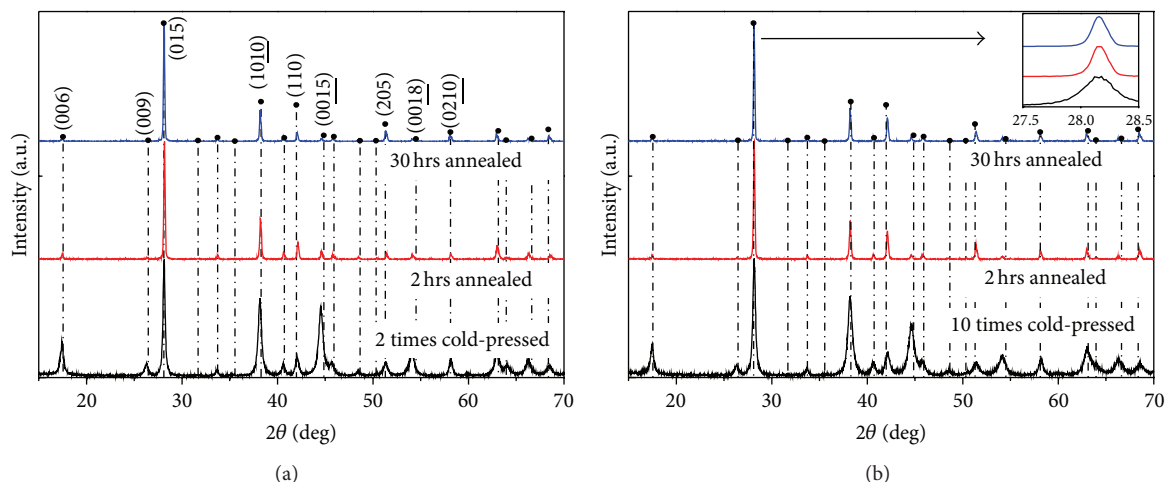 (006)
(009)
(015)
(1010)
(110)
(0015)
(205)
(0018)
(0210)
30 hrs annealed
2 hrs annealed
2 times cold-pressed
Intensity (a.u.)
20 30 40 50 60 70
2θ (deg)
(a)
27.5 28.0 28.5
30 hrs annealed
2 hrs annealed
10 times cold-pressed
Intensity (a.u.)
20 30 40 50 60 70
2θ (deg)
(b)